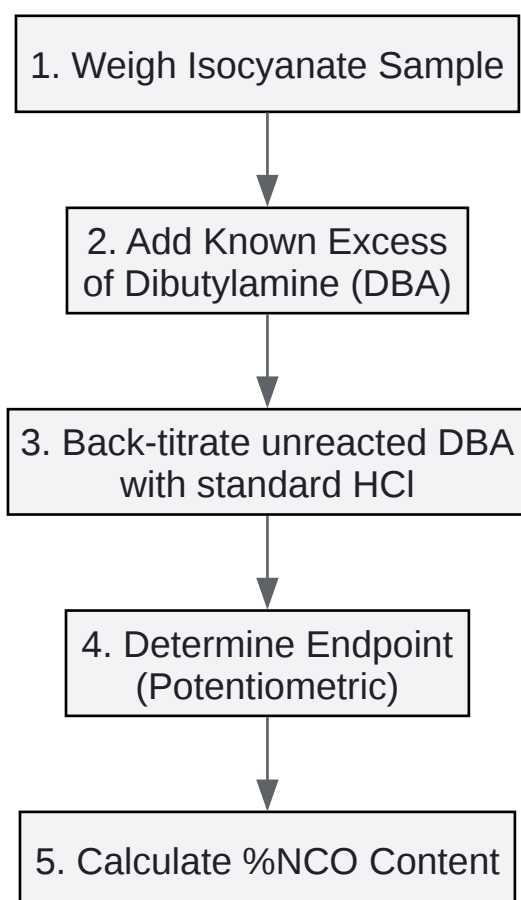 1. Weigh Isocyanate Sample
2. Add Known Excess
of Dibutylamine (DBA)
3. Back-titrate unreacted DBA
with standard HCl
4. Determine Endpoint
(Potentiometric)
5. Calculate %NCO Content